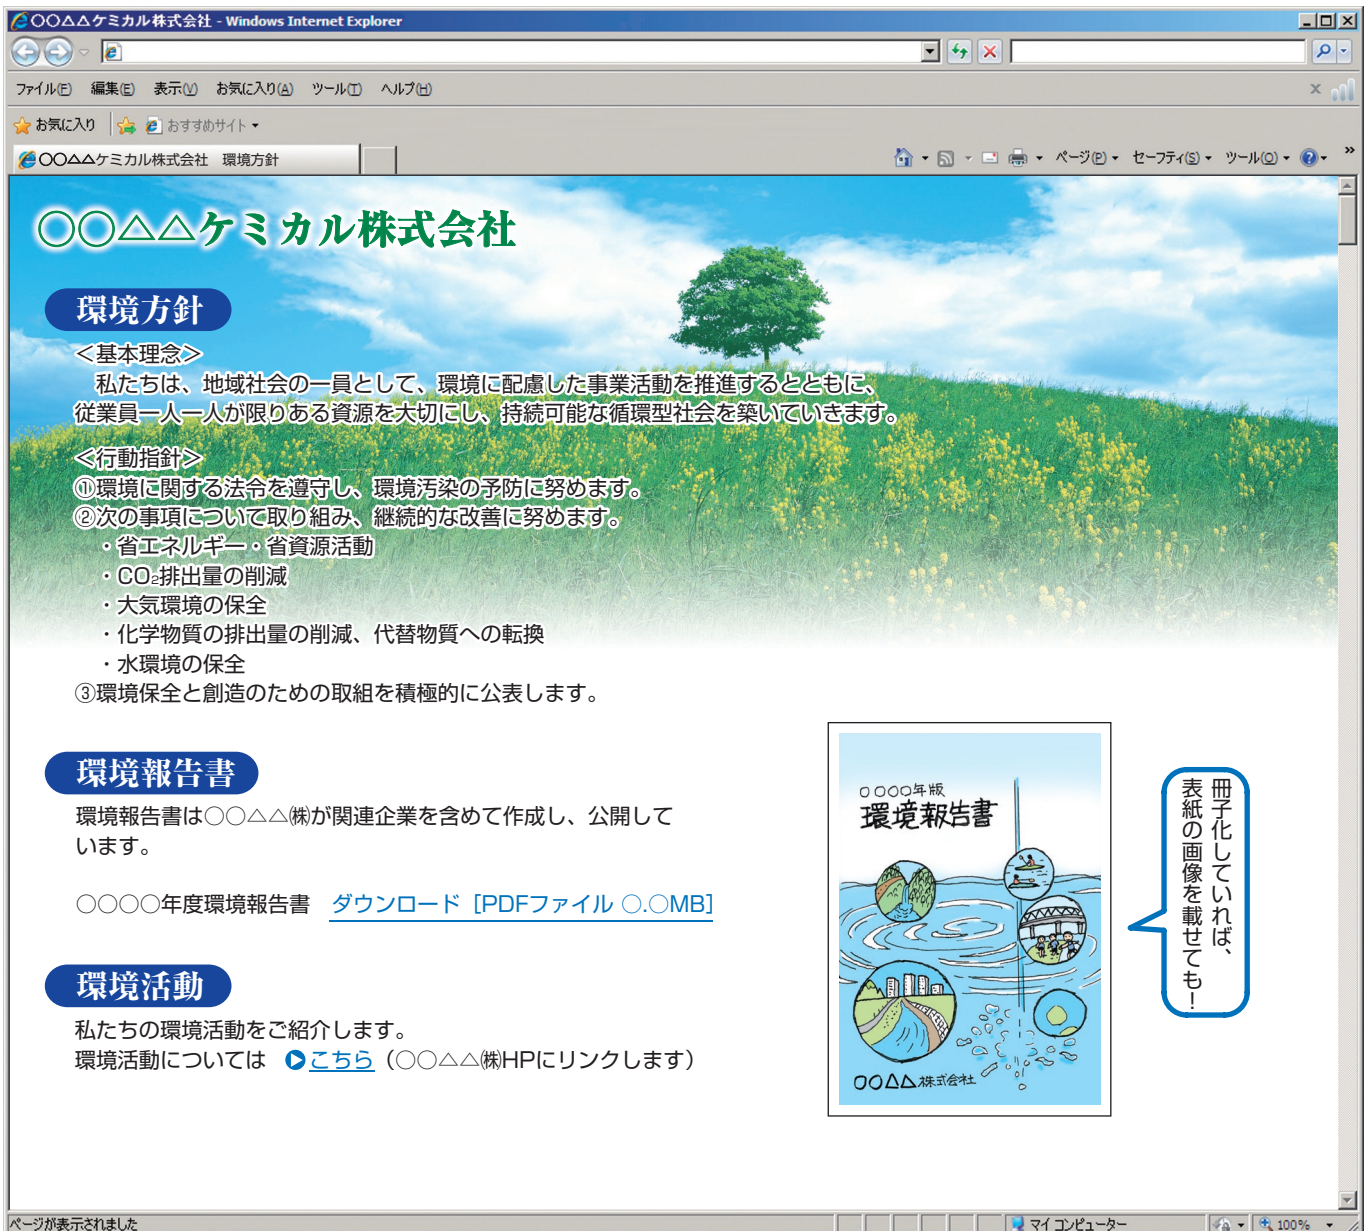 〇〇△△ケミカル株式会社 - Windows Internet Explorer
ファイル(F) 編集(E) 表示(V) お気に入り(A) ツール(T) ヘルプ(H)
お気に入り おすすめサイト
〇〇△△ケミカル株式会社 環境方針
ページ(P) セーフティ(S) ツール(O)
〇〇△△ケミカル株式会社
環境方針
＜基本理念＞
私たちは、地域社会の一員として、環境に配慮した事業活動を推進するとともに、
従業員一人一人が限りある資源を大切にし、持続可能な循環型社会を築いていきます。
＜行動指針＞
①環境に関する法令を遵守し、環境汚染の予防に努めます。
②次の事項について取り組み、継続的な改善に努めます。
・省エネルギー・省資源活動
・CO₂排出量の削減
・大気環境の保全
・化学物質の排出量の削減、代替物質への転換
・水環境の保全
③環境保全と創造のための取組を積極的に公表します。
環境報告書
環境報告書は〇〇△△㈱が関連企業を含めて作成し、公開して
います。
〇〇〇〇年度環境報告書 ダウンロード [PDFファイル 〇.〇MB]
環境活動
私たちの環境活動をご紹介します。
環境活動については こちら（〇〇△△㈱HPにリンクします）
〇〇〇〇年版
環境報告書
〇〇△△株式会社
冊子化していれば、
表紙の画像を載せても！
ページが表示されました
マイ コンピューター
100%